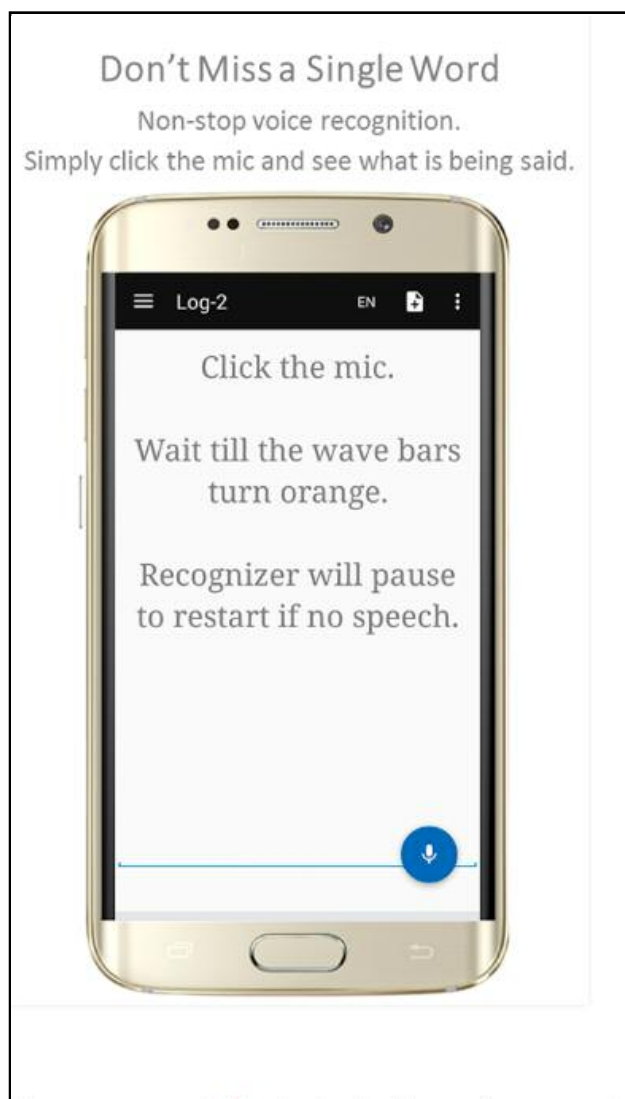 Don't Miss a Single Word
Non-stop voice recognition.
Simply click the mic and see what is being said.
Log-2 EN
Click the mic.
Wait till the wave bars
turn orange.
Recognizer will pause
to restart if no speech.